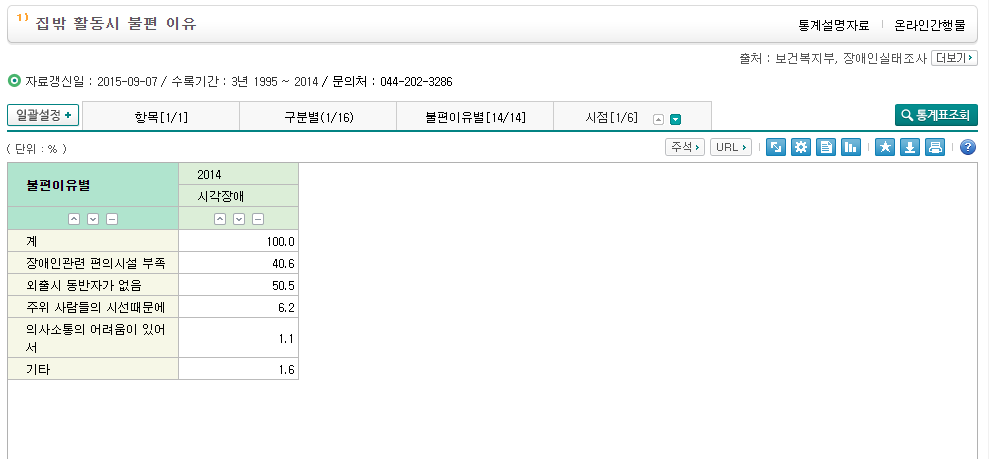 1) 집밖 활동시 불편 이유
통계설명자료 | 온라인간행물
출처 : 보건복지부, 장애인실태조사 더보기
자료갱신일 : 2015-09-07 / 수록기간 : 3년 1995 ~ 2014 / 문의처 : 044-202-3286
일괄설정 + 항목[1/1] 구분별(1/16) 불편이유별[14/14] 시점[1/6] 통계표조회
( 단위 : % ) 주석 URL
불편이유별 2014
시각장애
계 100.0
장애인관련 편의시설 부족 40.6
외출시 동반자가 없음 50.5
주위 사람들의 시선때문에 6.2
의사소통의 어려움이 있어
서 1.1
기타 1.6